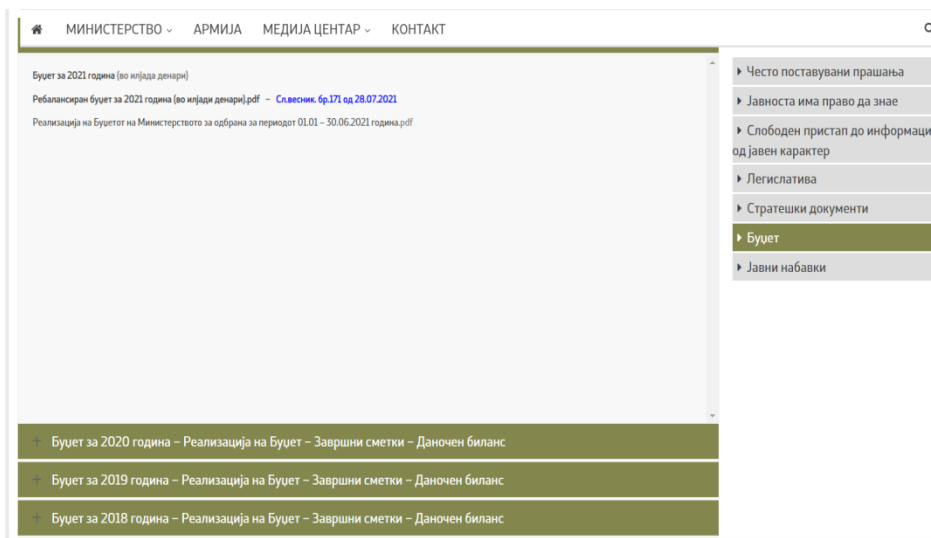 МИНИСТЕРСТВО АРМИЈА МЕДИЈА ЦЕНТАР КОНТАКТ
Буџет за 2021 година (во илјада денари)
Ребалансиран буџет за 2021 година (во илјади денари).pdf – Сл.весник. бр.171 од 28.07.2021
Реализација на Буџетот на Министерството за одбрана за периодот 01.01 – 30.06.2021 година.pdf
+ Буџет за 2020 година – Реализација на Буџет – Завршни сметки – Даночен биланс
+ Буџет за 2019 година – Реализација на Буџет – Завршни сметки – Даночен биланс
+ Буџет за 2018 година – Реализација на Буџет – Завршни сметки – Даночен биланс
Често поставувани прашања
Јавноста има право да знае
Слободен пристап до информаци
од јавен карактер
Легислатива
Стратешки документи
Буџет
Јавни набавки